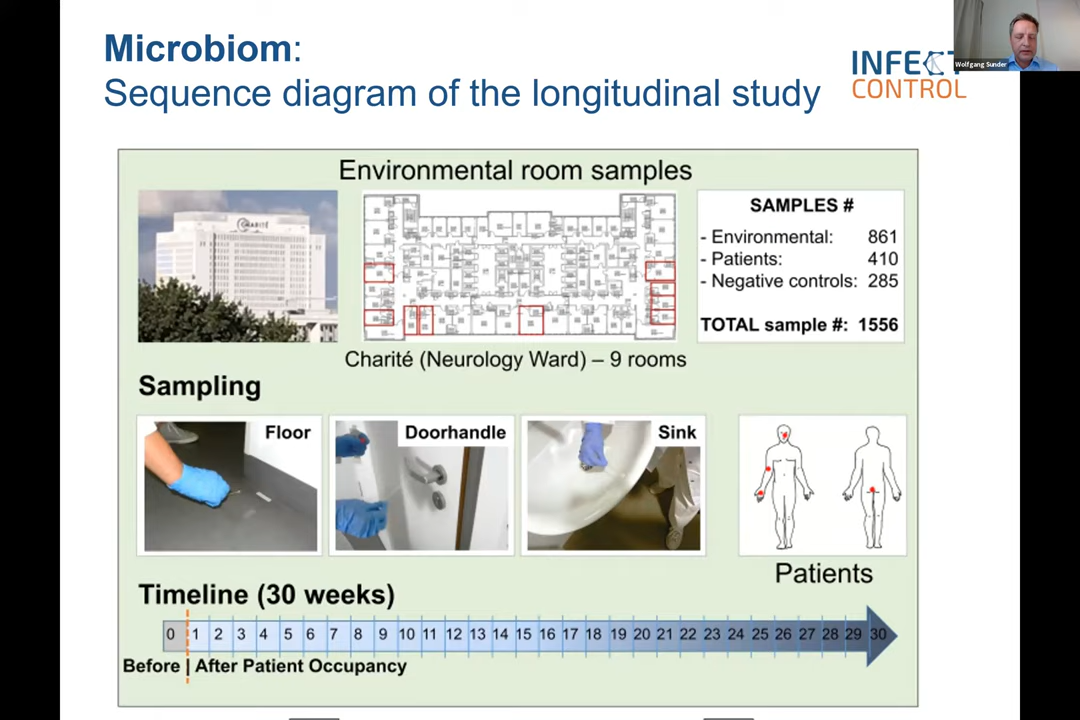 Microbiom:
Sequence diagram of the longitudinal study
INFECT
CONTROL
Wolfgang Sunder
Environmental room samples
CHARITÉ
SAMPLES #
- Environmental: 861
- Patients: 410
- Negative controls: 285
TOTAL sample #: 1556
Charité (Neurology Ward) – 9 rooms
Sampling
Floor
Doorhandle
Sink
Patients
Timeline (30 weeks)
0 1 2 3 4 5 6 7 8 9 10 11 12 13 14 15 16 17 18 19 20 21 22 23 24 25 26 27 28 29 30
Before | After Patient Occupancy